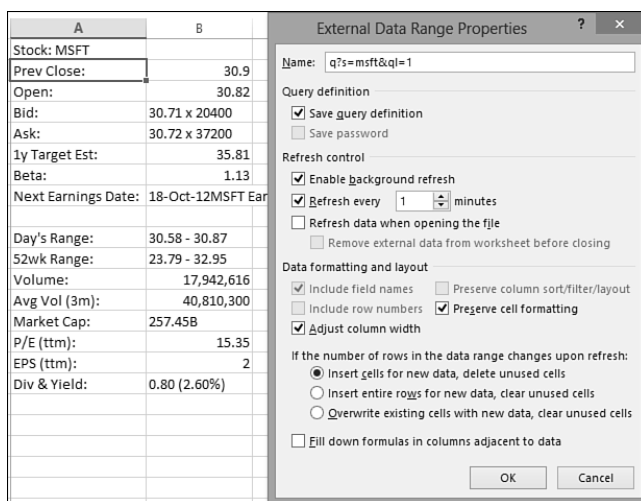 A B
Stock: MSFT
Prev Close: 30.9
Open: 30.82
Bid: 30.71 x 20400
Ask: 30.72 x 37200
1y Target Est: 35.81
Beta: 1.13
Next Earnings Date: 18-Oct-12MSFT Ear
Day's Range: 30.58 - 30.87
52wk Range: 23.79 - 32.95
Volume: 17,942,616
Avg Vol (3m): 40,810,300
Market Cap: 257.45B
P/E (ttm): 15.35
EPS (ttm): 2
Div & Yield: 0.80 (2.60%)
External Data Range Properties ? ×
Name: q?s=msft&ql=1
Query definition
Save query definition
Save password
Refresh control
Enable background refresh
Refresh every 1 minutes
Refresh data when opening the file
Remove external data from worksheet before closing
Data formatting and layout
Include field names Preserve column sort/filter/layout
Include row numbers Preserve cell formatting
Adjust column width
If the number of rows in the data range changes upon refresh:
Insert cells for new data, delete unused cells
Insert entire rows for new data, clear unused cells
Overwrite existing cells with new data, clear unused cells
Fill down formulas in columns adjacent to data
OK Cancel